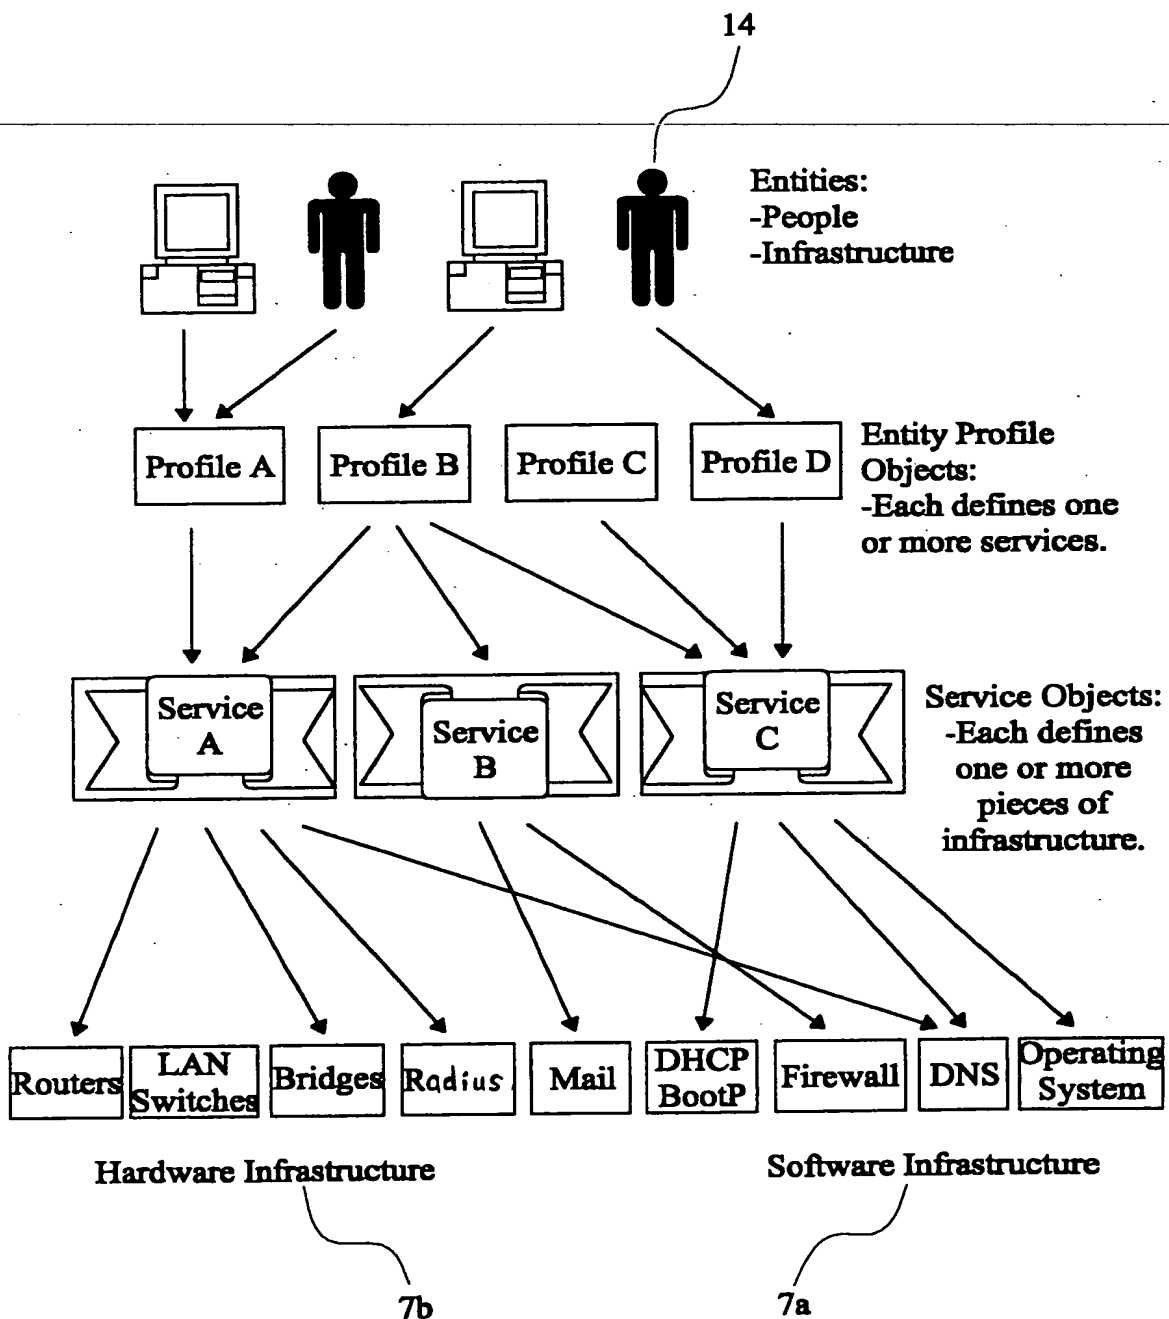 14
Entities:
-People
-Infrastructure
Profile A
Profile B
Profile C
Profile D
Entity Profile
Objects:
-Each defines one
or more services.
Service
A
Service
B
Service
C
Service Objects:
-Each defines
one or more
pieces of
infrastructure.
Routers
LAN
Switches
Bridges
Radius
Mail
DHCP
BootP
Firewall
DNS
Operating
System
Hardware Infrastructure
Software Infrastructure
7b
7a